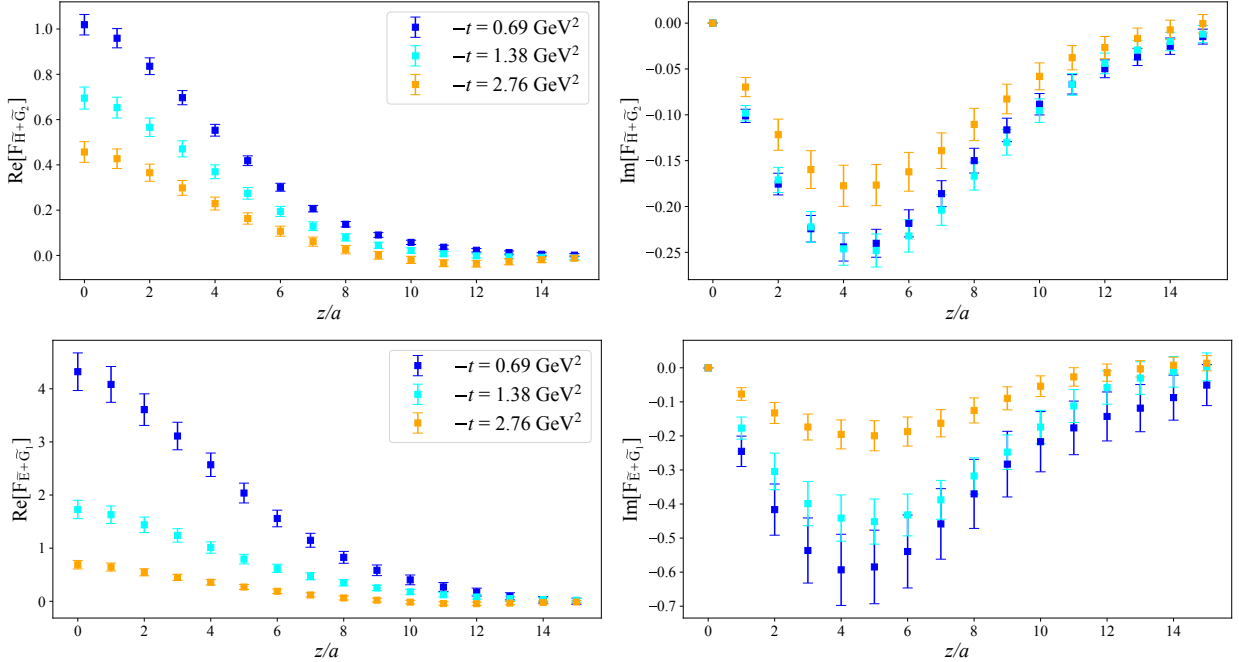 Re[F_{H̃+G̃₂}]
1.0
0.8
0.6
0.4
0.2
0.0
−t = 0.69 GeV²
−t = 1.38 GeV²
−t = 2.76 GeV²
0 2 4 6 8 10 12 14
z/a
Im[F_{H̃+G̃₂}]
0.00
−0.05
−0.10
−0.15
−0.20
−0.25
0 2 4 6 8 10 12 14
z/a
Re[F_{Ẽ+G̃₁}]
4
3
2
1
0
−t = 0.69 GeV²
−t = 1.38 GeV²
−t = 2.76 GeV²
0 2 4 6 8 10 12 14
z/a
Im[F_{Ẽ+G̃₁}]
0.0
−0.1
−0.2
−0.3
−0.4
−0.5
−0.6
−0.7
0 2 4 6 8 10 12 14
z/a